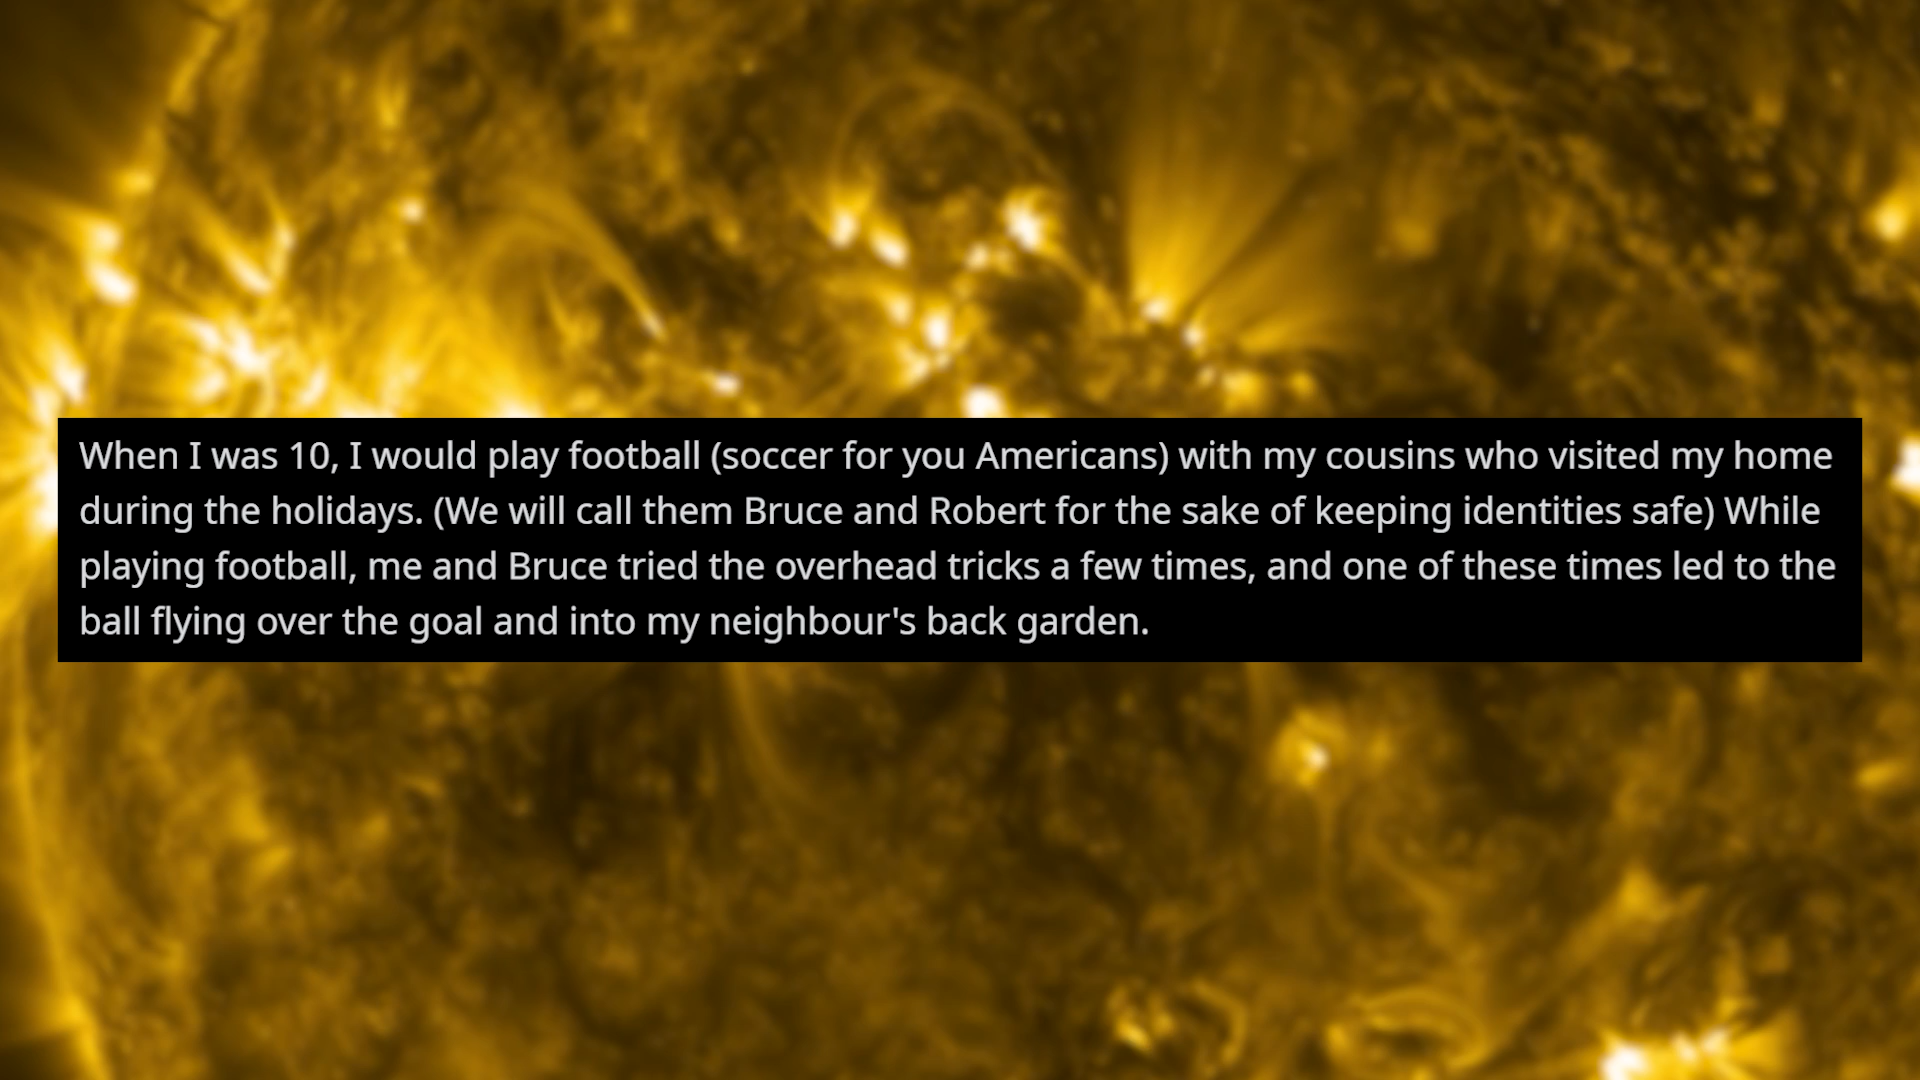 When I was 10, I would play football (soccer for you Americans) with my cousins who visited my home
during the holidays. (We will call them Bruce and Robert for the sake of keeping identities safe) While
playing football, me and Bruce tried the overhead tricks a few times, and one of these times led to the
ball flying over the goal and into my neighbour's back garden.